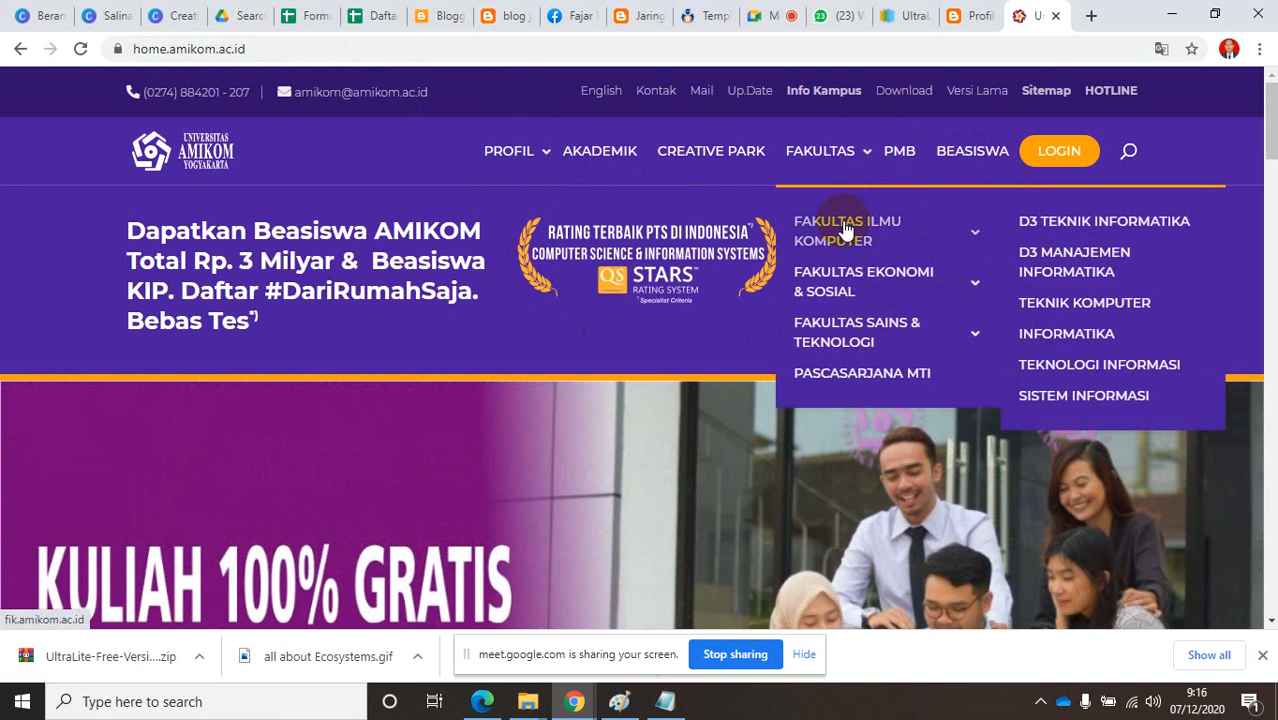 Beran
Salina
Creati
Search
Form
Dafta
Blogg
blog j
Fajar
Jaring
Temp
M
(23) W
UltraL
Profil
Un
home.amikom.ac.id
(0274) 884201 - 207
amikom@amikom.ac.id
English Kontak Mail Up.Date Info Kampus Download Versi Lama Sitemap HOTLINE
UNIVERSITAS
AMIKOM
YOGYAKARTA
PROFIL AKADEMIK CREATIVE PARK FAKULTAS PMB BEASISWA LOGIN
Dapatkan Beasiswa AMIKOM
Total Rp. 3 Milyar & Beasiswa
KIP. Daftar #DariRumahSaja.
Bebas Tes*)
RATING TERBAIK PTS DI INDONESIA*)
COMPUTER SCIENCE & INFORMATION SYSTEMS
QS STARS
RATING SYSTEM
*Specialist Criteria
FAKULTAS ILMU
KOMPUTER
FAKULTAS EKONOMI
& SOSIAL
FAKULTAS SAINS &
TEKNOLOGI
PASCASARJANA MTI
D3 TEKNIK INFORMATIKA
D3 MANAJEMEN
INFORMATIKA
TEKNIK KOMPUTER
INFORMATIKA
TEKNOLOGI INFORMASI
SISTEM INFORMASI
KULIAH 100% GRATIS
fik.amikom.ac.id
UltraLite-Free-Versi....zip
all about Ecosystems.gif
meet.google.com is sharing your screen.
Stop sharing
Hide
Show all
Type here to search
9:16
07/12/2020
1